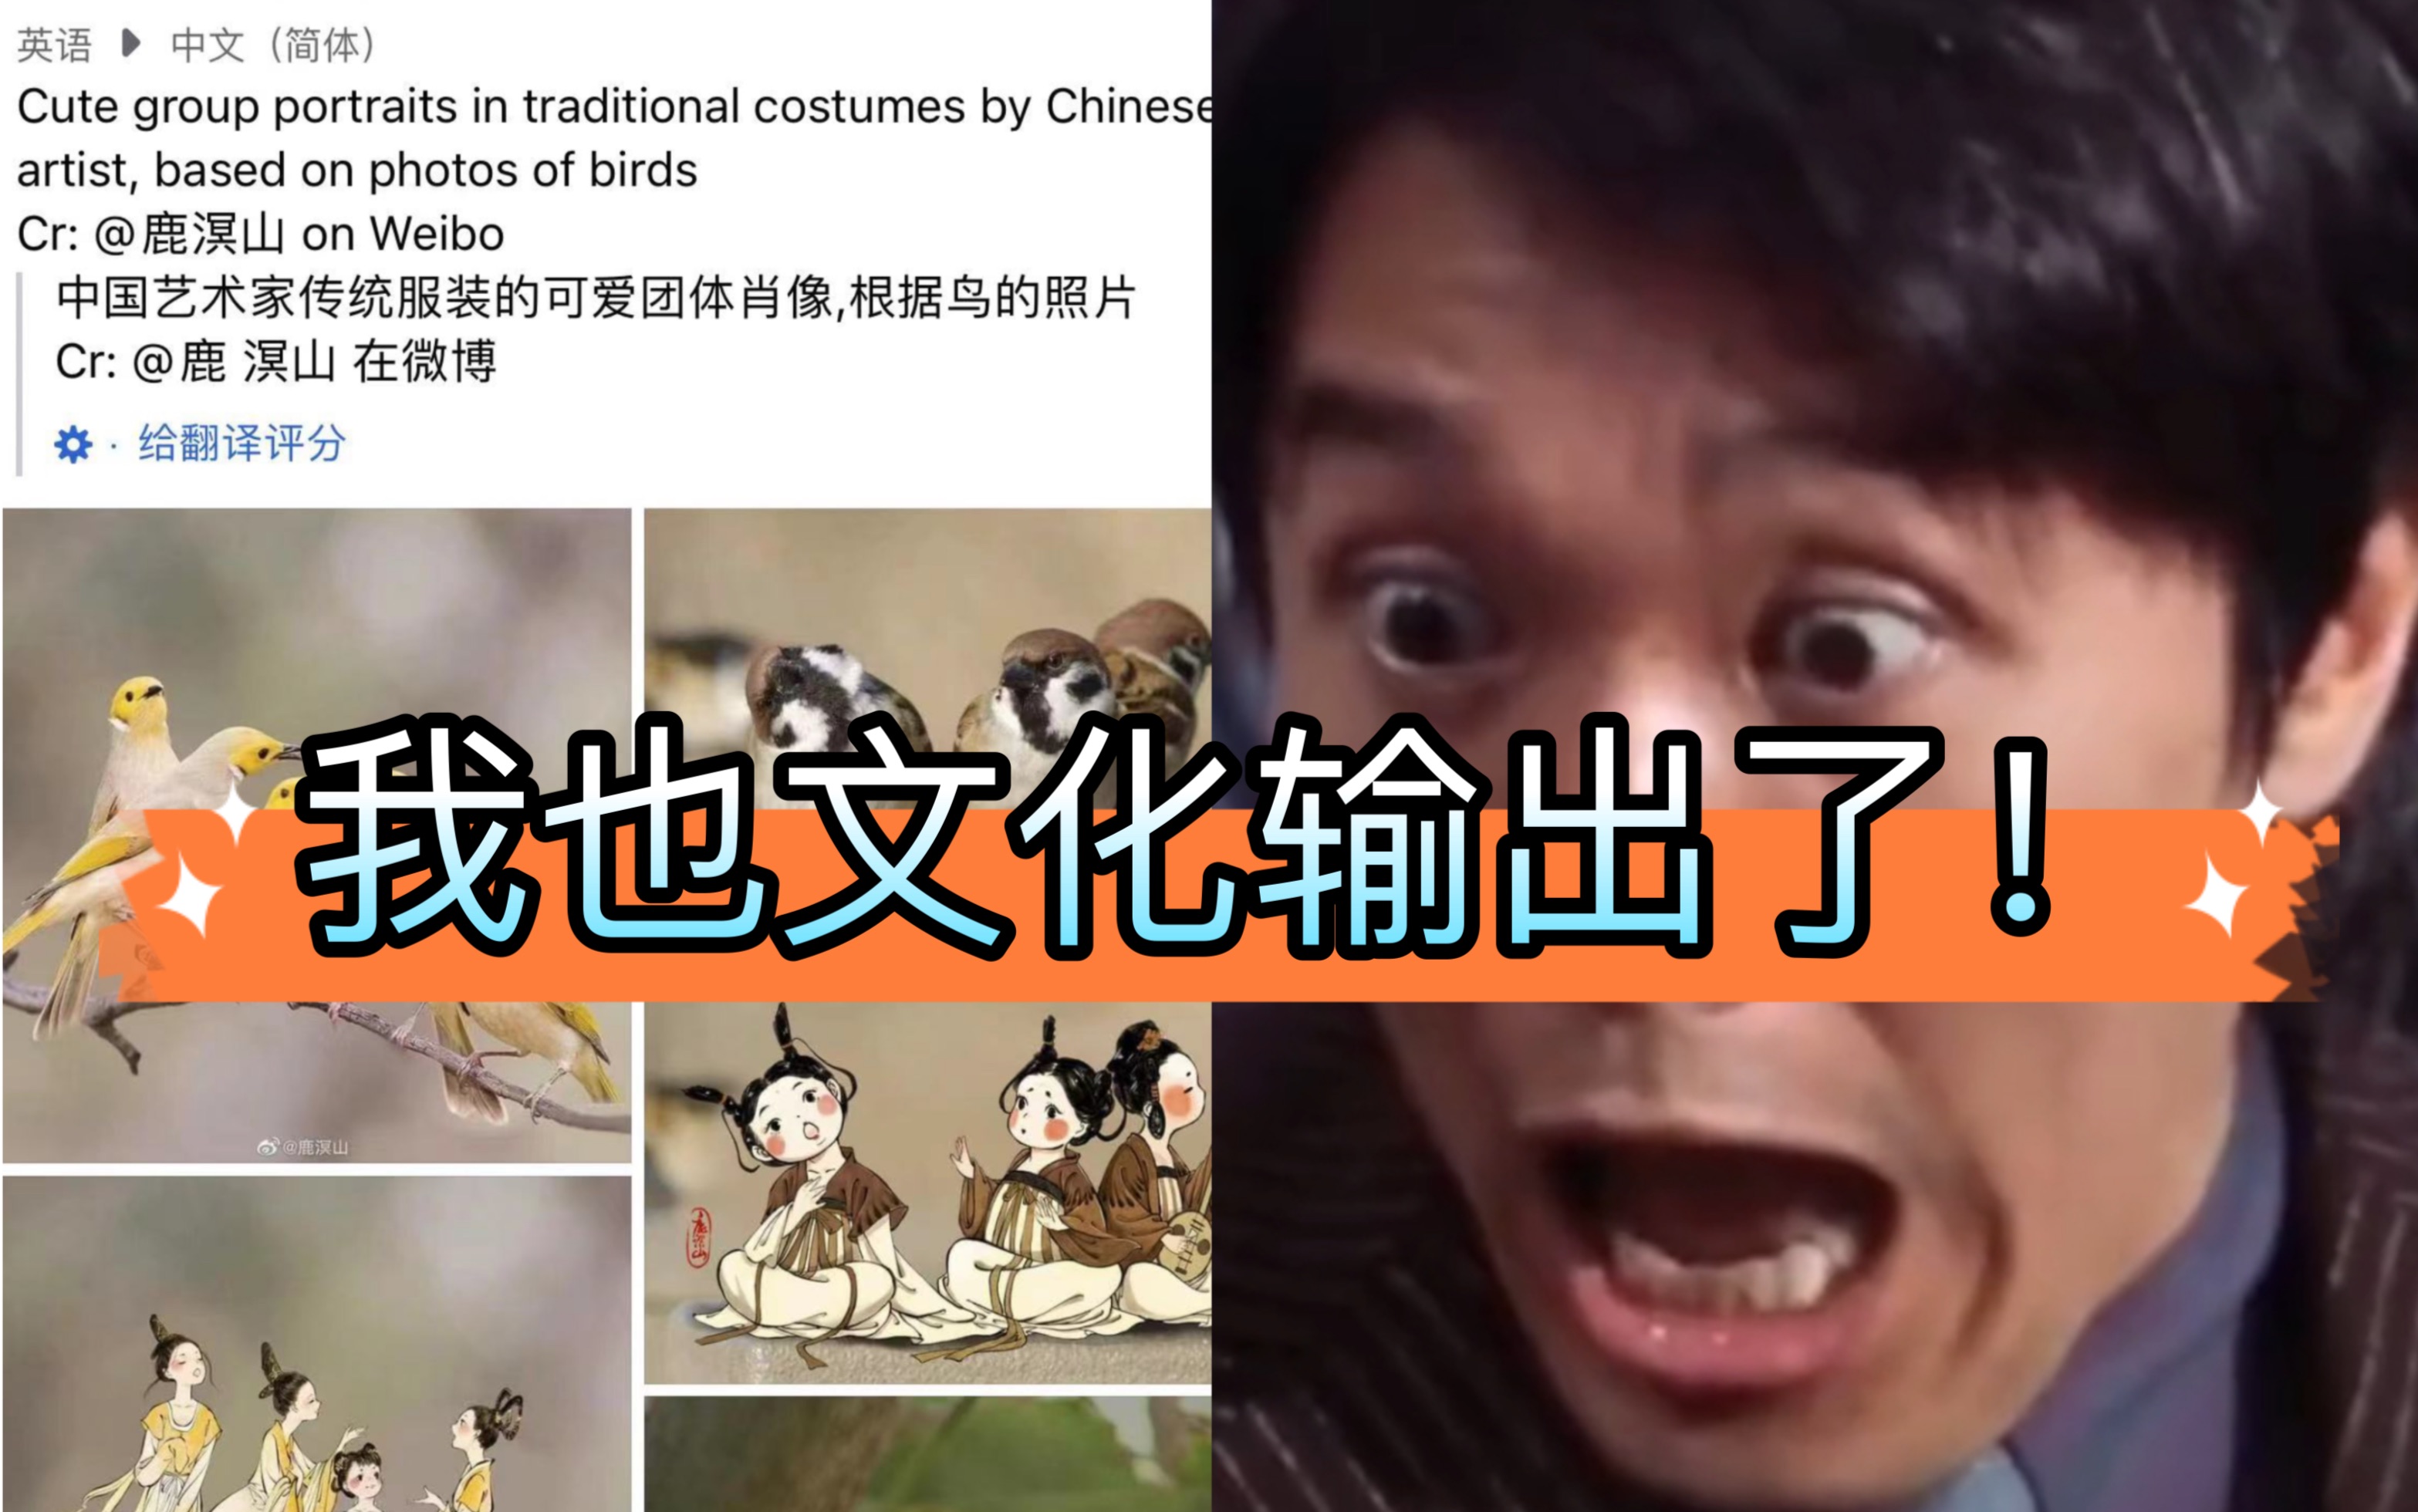 英语 ▶ 中文（简体）
Cute group portraits in traditional costumes by Chinese
artist, based on photos of birds
Cr: @鹿溟山 on Weibo
中国艺术家传统服装的可爱团体肖像,根据鸟的照片
Cr: @鹿 溟山 在微博
· 给翻译评分
我也文化输出了！
@鹿溟山
鹿溟山